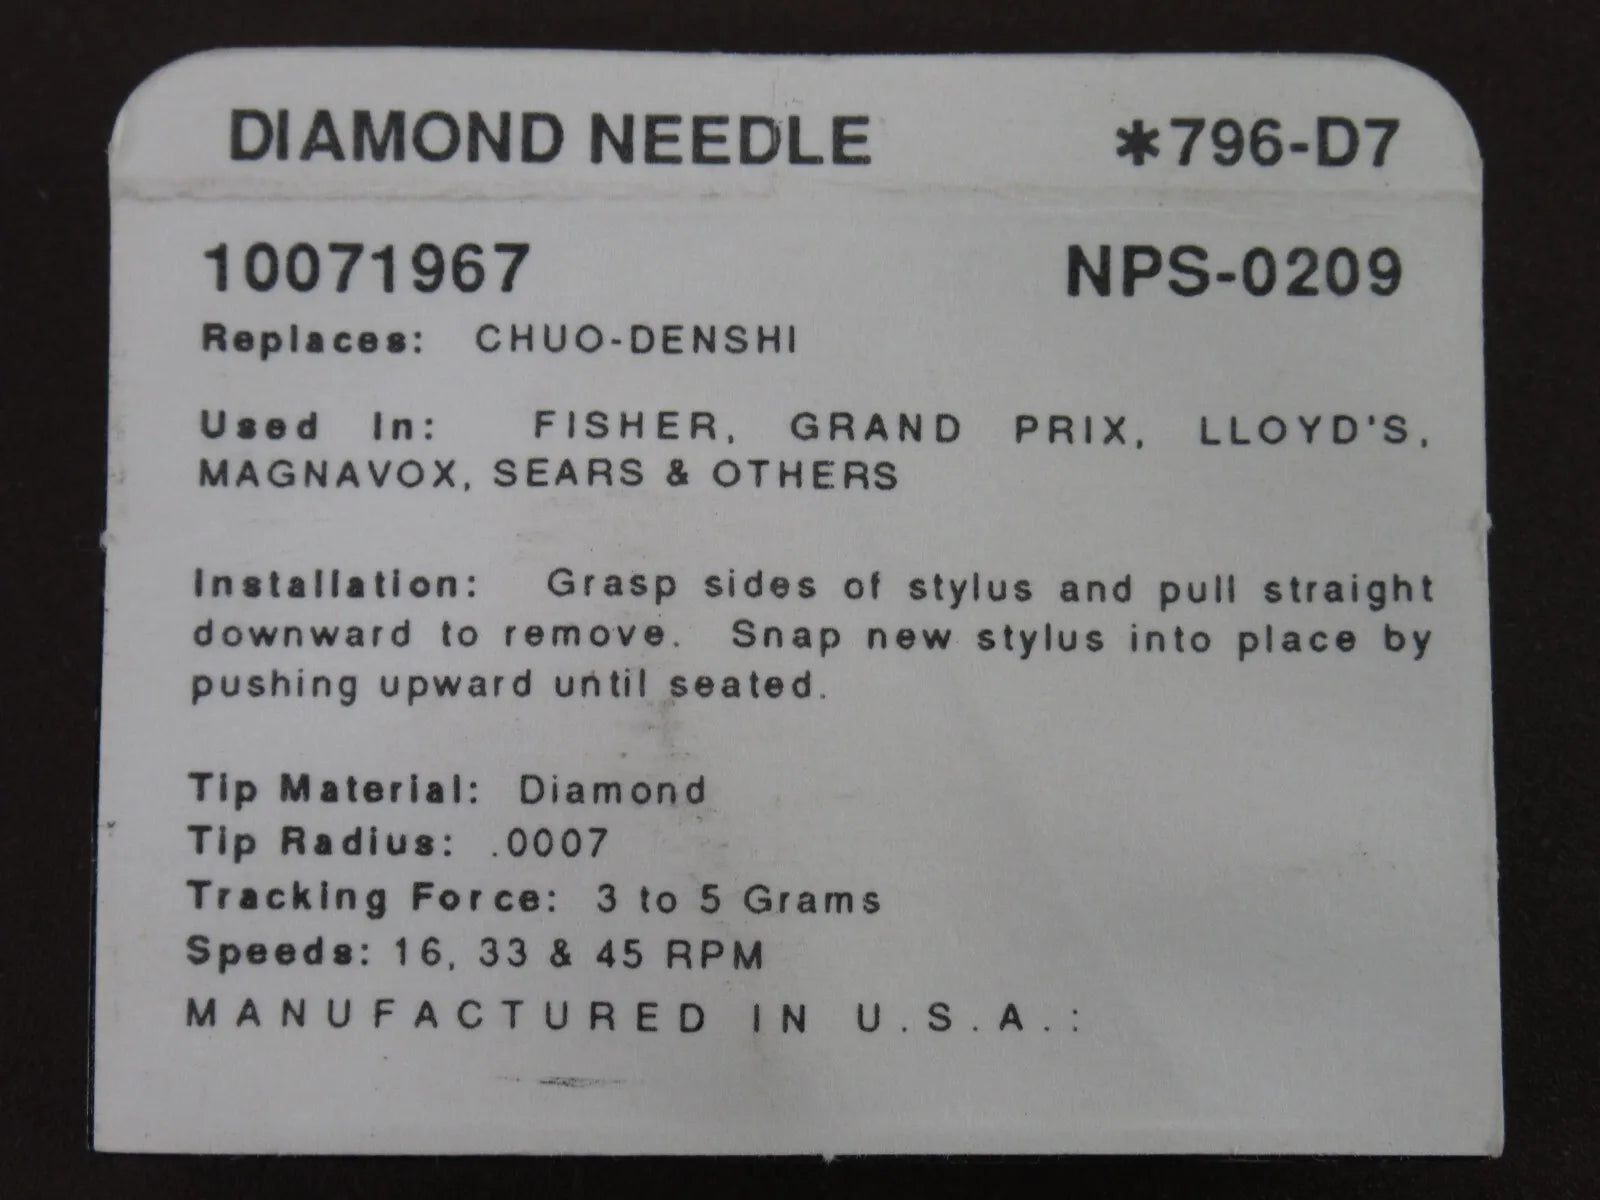 DIAMOND NEEDLE *796-D7
10071967 NPS-0209
Replaces: CHUO-DENSHI
Used In: FISHER, GRAND PRIX, LLOYD'S,
MAGNAVOX, SEARS & OTHERS
Installation: Grasp sides of stylus and pull straight
downward to remove. Snap new stylus into place by
pushing upward until seated.
Tip Material: Diamond
Tip Radius: .0007
Tracking Force: 3 to 5 Grams
Speeds: 16, 33 & 45 RPM
MANUFACTURED IN U.S.A.: